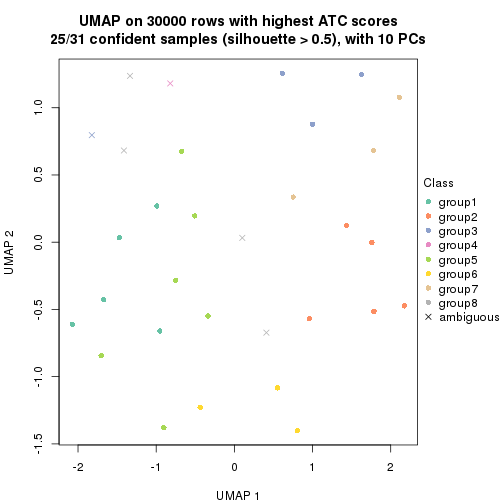 UMAP on 30000 rows with highest ATC scores
25/31 confident samples (silhouette > 0.5), with 10 PCs
1.0
0.5
0.0
-0.5
-1.0
-1.5
UMAP 2
-2
-1
0
1
2
UMAP 1
Class
group1
group2
group3
group4
group5
group6
group7
group8
ambiguous